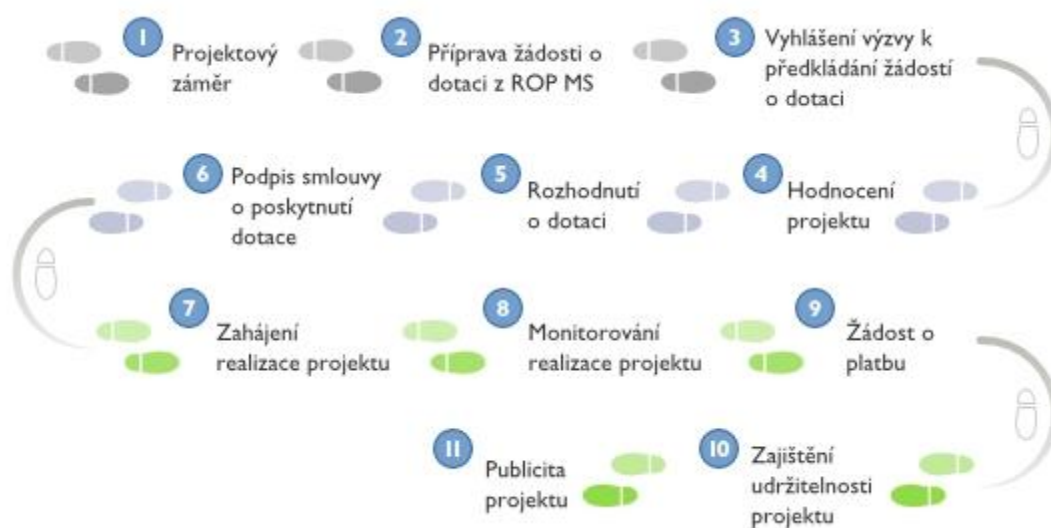 1
Projektový
záměr
2
Příprava žádosti o
dotaci z ROP MS
3
Vyhlášení výzvy k
předkládání žádostí
o dotaci
4
Hodnocení
projektu
5
Rozhodnutí
o dotaci
6
Podpis smlouvy
o poskytnutí
dotace
7
Zahájení
realizace projektu
8
Monitorování
realizace projektu
9
Žádost o
platbu
10
Zajištění
udržitelnosti
projektu
11
Publicita
projektu